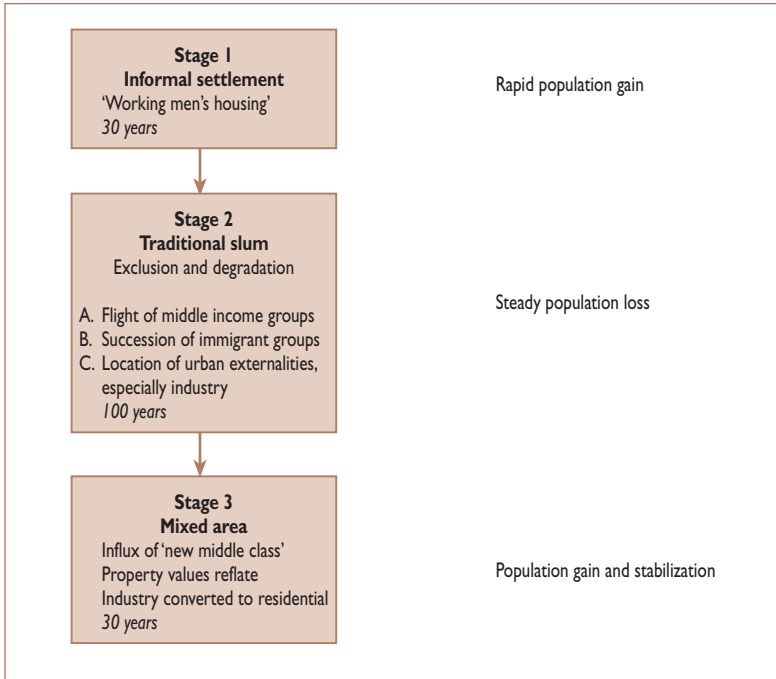 Stage 1
Informal settlement
‘Working men’s housing’
30 years
Rapid population gain
Stage 2
Traditional slum
Exclusion and degradation
A. Flight of middle income groups
B. Succession of immigrant groups
C. Location of urban externalities,
especially industry
100 years
Steady population loss
Stage 3
Mixed area
Influx of ‘new middle class’
Property values reflate
Industry converted to residential
30 years
Population gain and stabilization